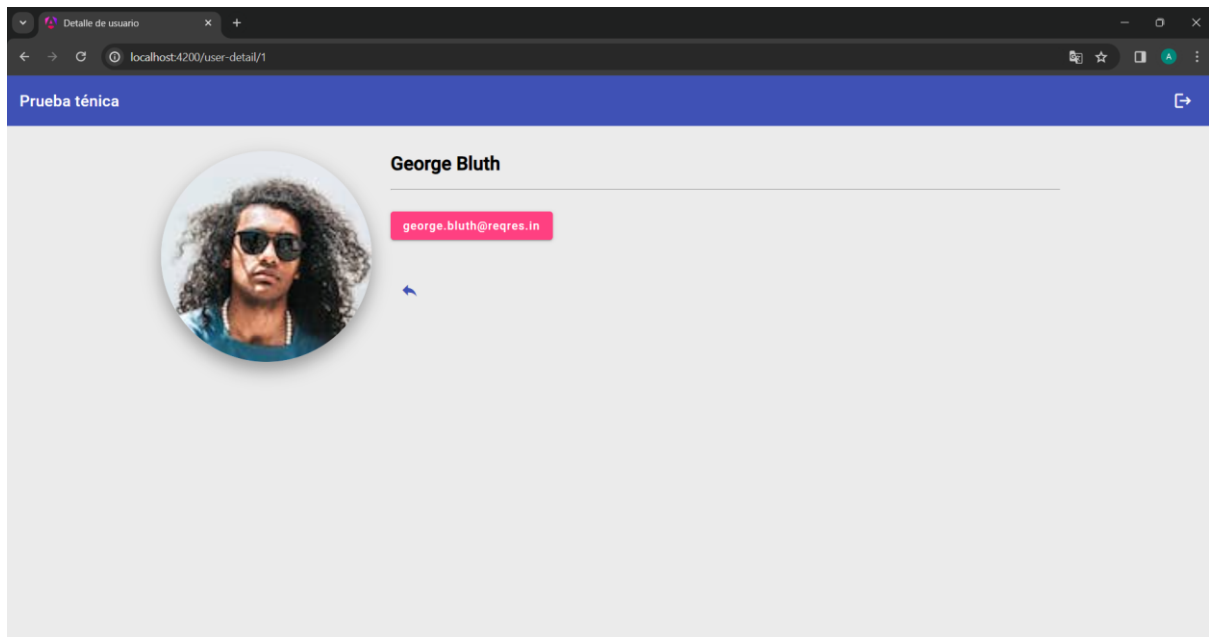 Detalle de usuario
localhost:4200/user-detail/1
A
Prueba ténica
George Bluth
george.bluth@reqres.in